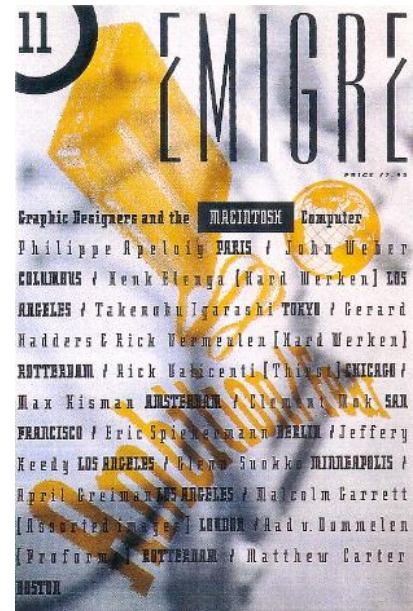 11
EMIGRE
PRICE $7.95
Graphic Designers and the MACINTOSH Computer
Philippe Apeloig PARIS / John Weber
COLUMBUS / Henk Elenga [Hard Werken] LOS
ANGELES / Takenobu Igarashi TOKYO / Gerard
Hadders & Rick Vermeulen [Hard Werken]
ROTTERDAM / Rick Valicenti [Thirst] CHICAGO /
Max Kisman AMSTERDAM / Clement Mok SAN
FRANCISCO / Eric Spiekermann BERLIN / Jeffery
Keedy LOS ANGELES / Glenn Suokko MINNEAPOLIS /
April Greiman LOS ANGELES / Malcolm Garrett
[Assorted images] LONDON / Aad v. Dommelen
[Proforma] ROTTERDAM / Matthew Carter
BOSTON